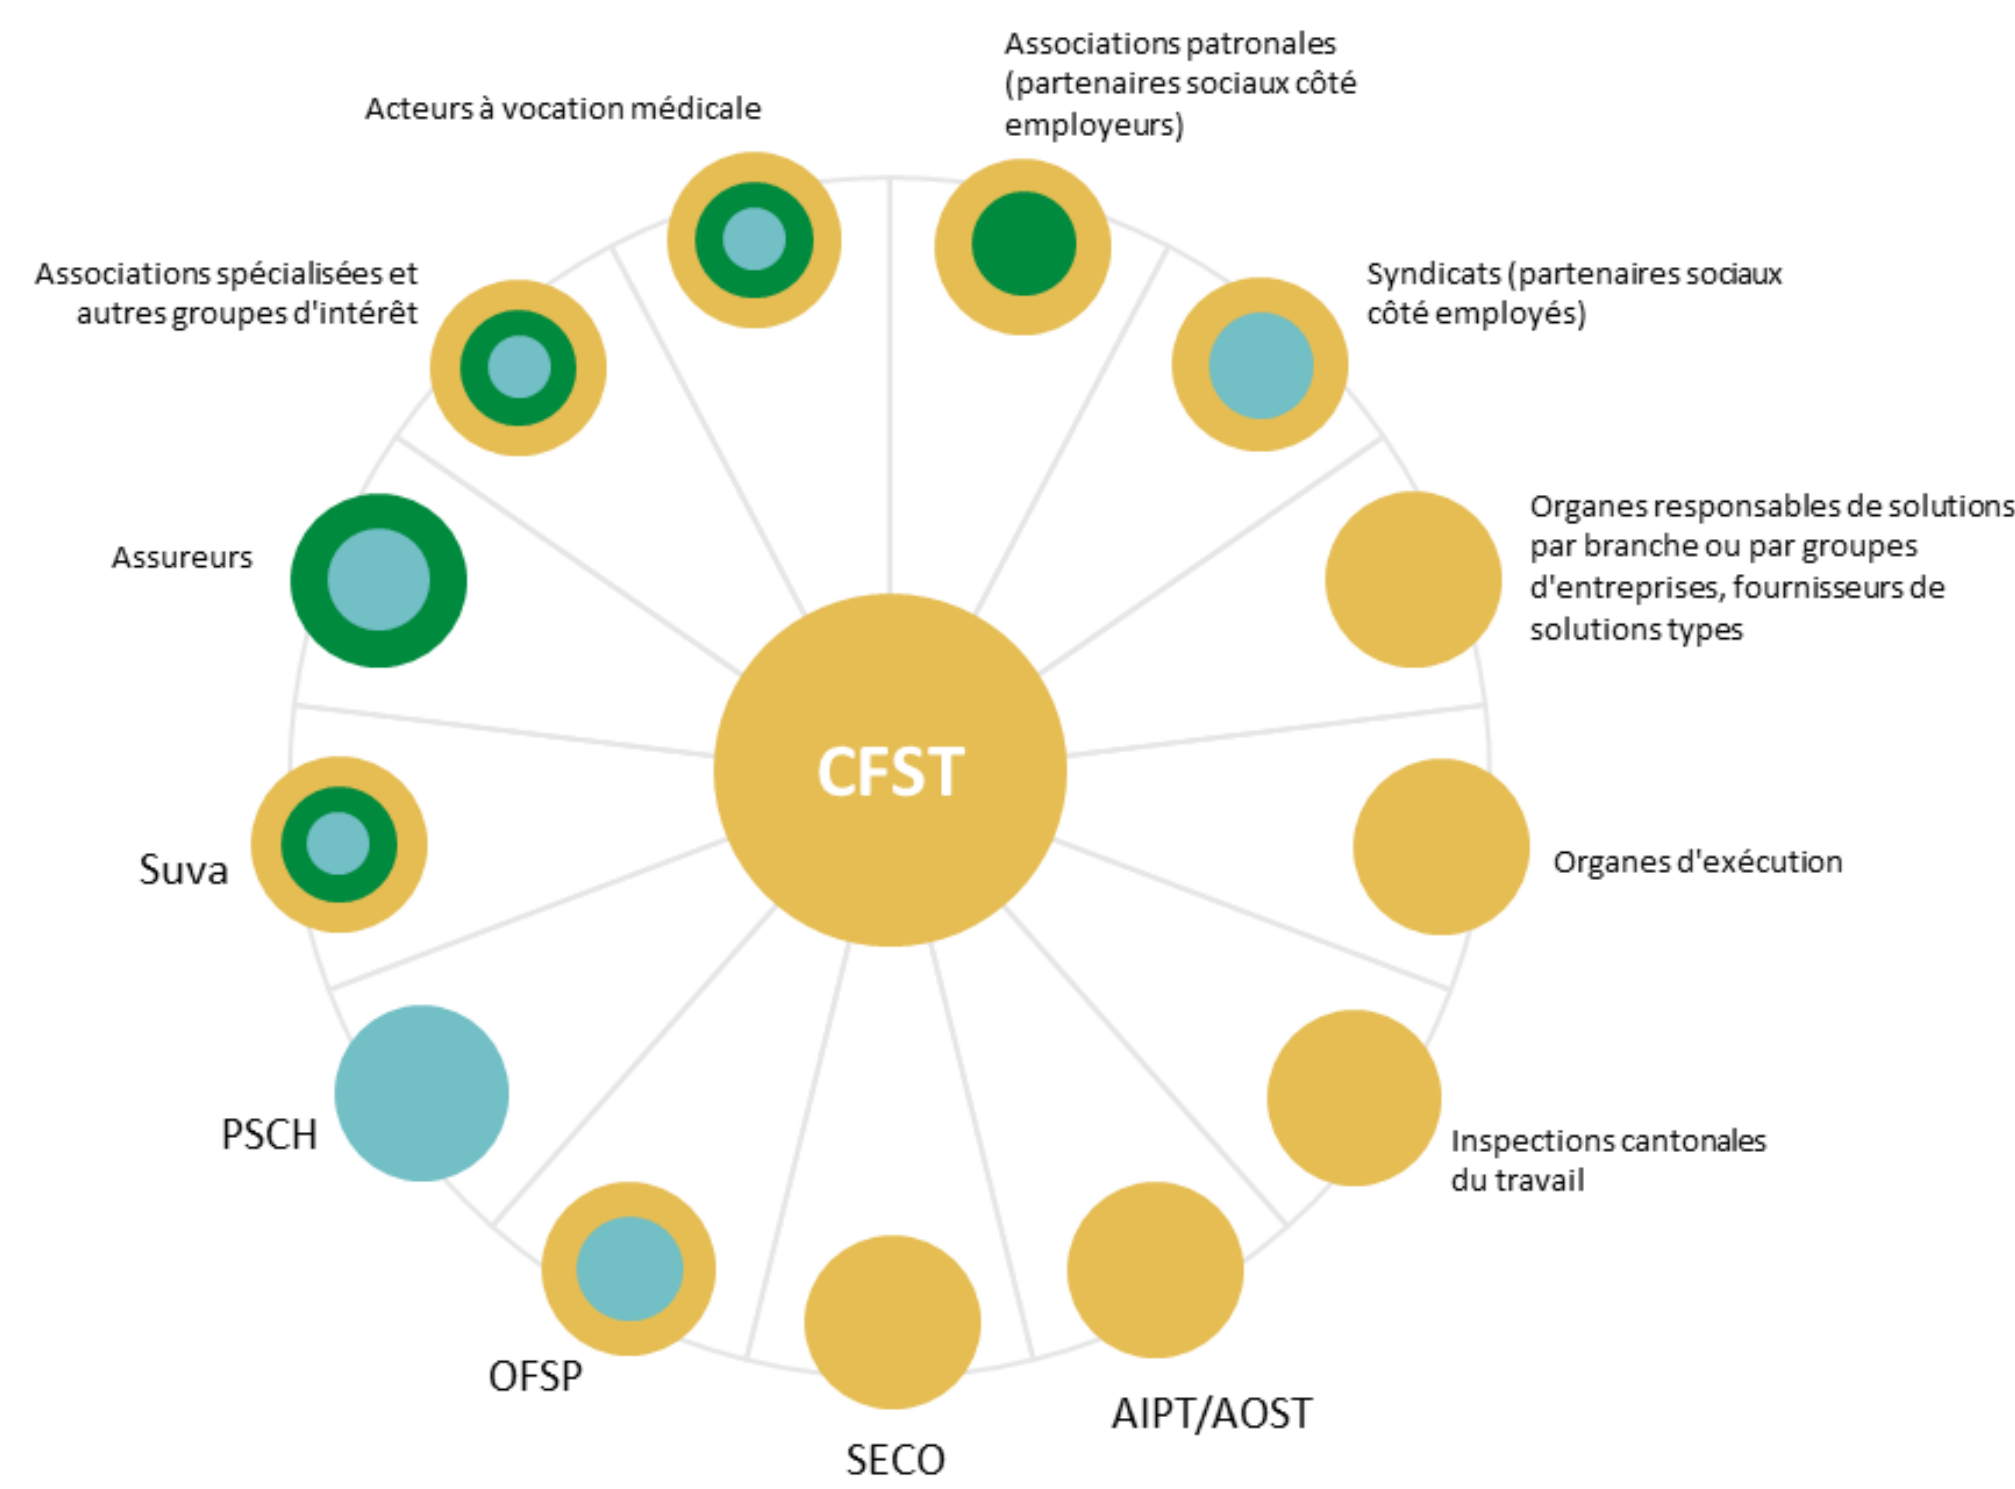 Associations patronales
(partenaires sociaux côté
employeurs)
Acteurs à vocation médicale
Associations spécialisées et
autres groupes d'intérêt
Syndicats (partenaires sociaux
côté employés)
Assureurs
Organes responsables de solutions
par branche ou par groupes
d'entreprises, fournisseurs de
solutions types
CFST
Suva
Organes d'exécution
PSCH
Inspections cantonales
du travail
OFSP
AIPT/AOST
SECO